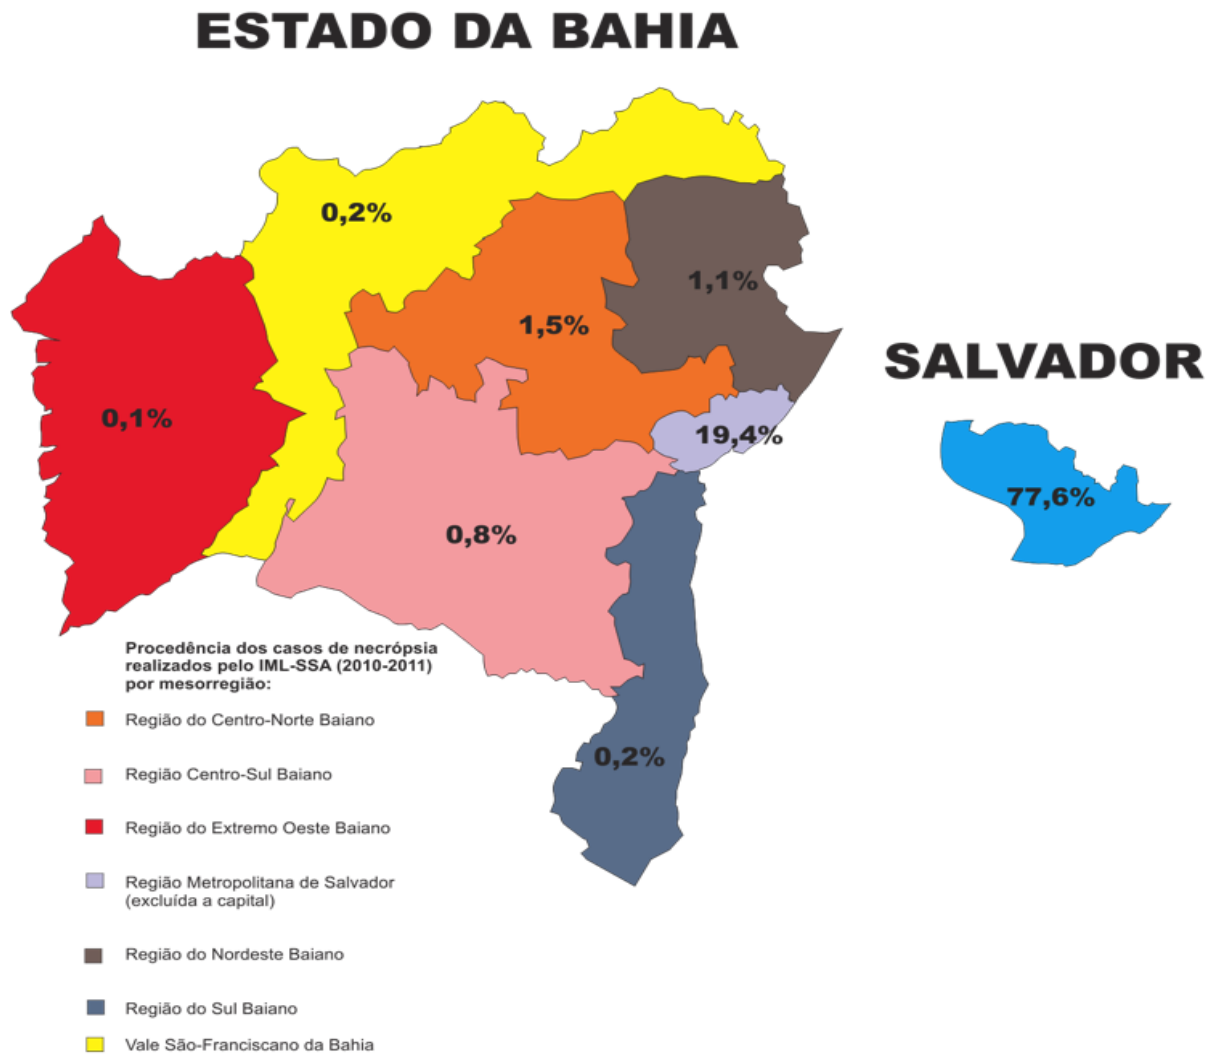 ESTADO DA BAHIA
0,2%
1,1%
1,5%
0,1%
19,4%
0,8%
0,2%
SALVADOR
77,6%
Procedência dos casos de necrópsia
realizados pelo IML-SSA (2010-2011)
por mesorregião:
Região do Centro-Norte Baiano
Região Centro-Sul Baiano
Região do Extremo Oeste Baiano
Região Metropolitana de Salvador
(excluída a capital)
Região do Nordeste Baiano
Região do Sul Baiano
Vale São-Franciscano da Bahia